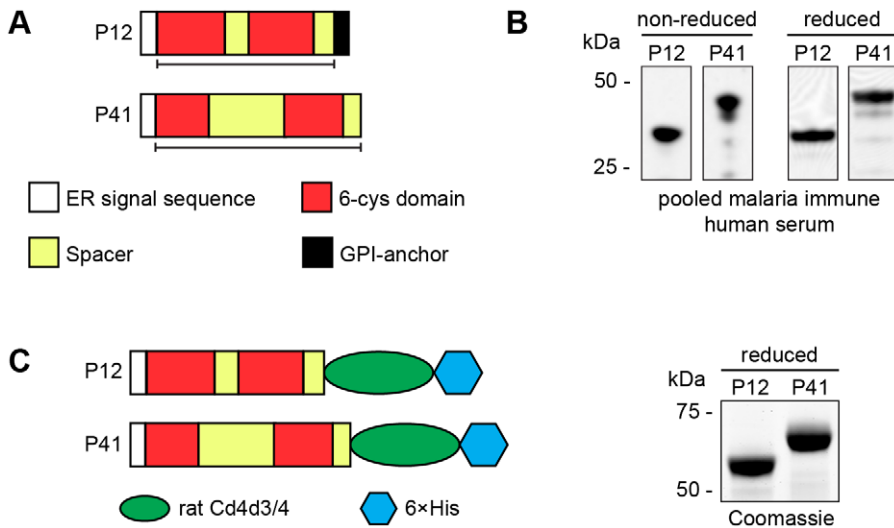 A
P12
P41
ER signal sequence
6-cys domain
Spacer
GPI-anchor
B
non-reduced
reduced
kDa
P12
P41
P12
P41
50 -
25 -
pooled malaria immune
human serum
C
P12
P41
rat Cd4d3/4
6×His
reduced
kDa
P12
P41
75 -
50 -
Coomassie